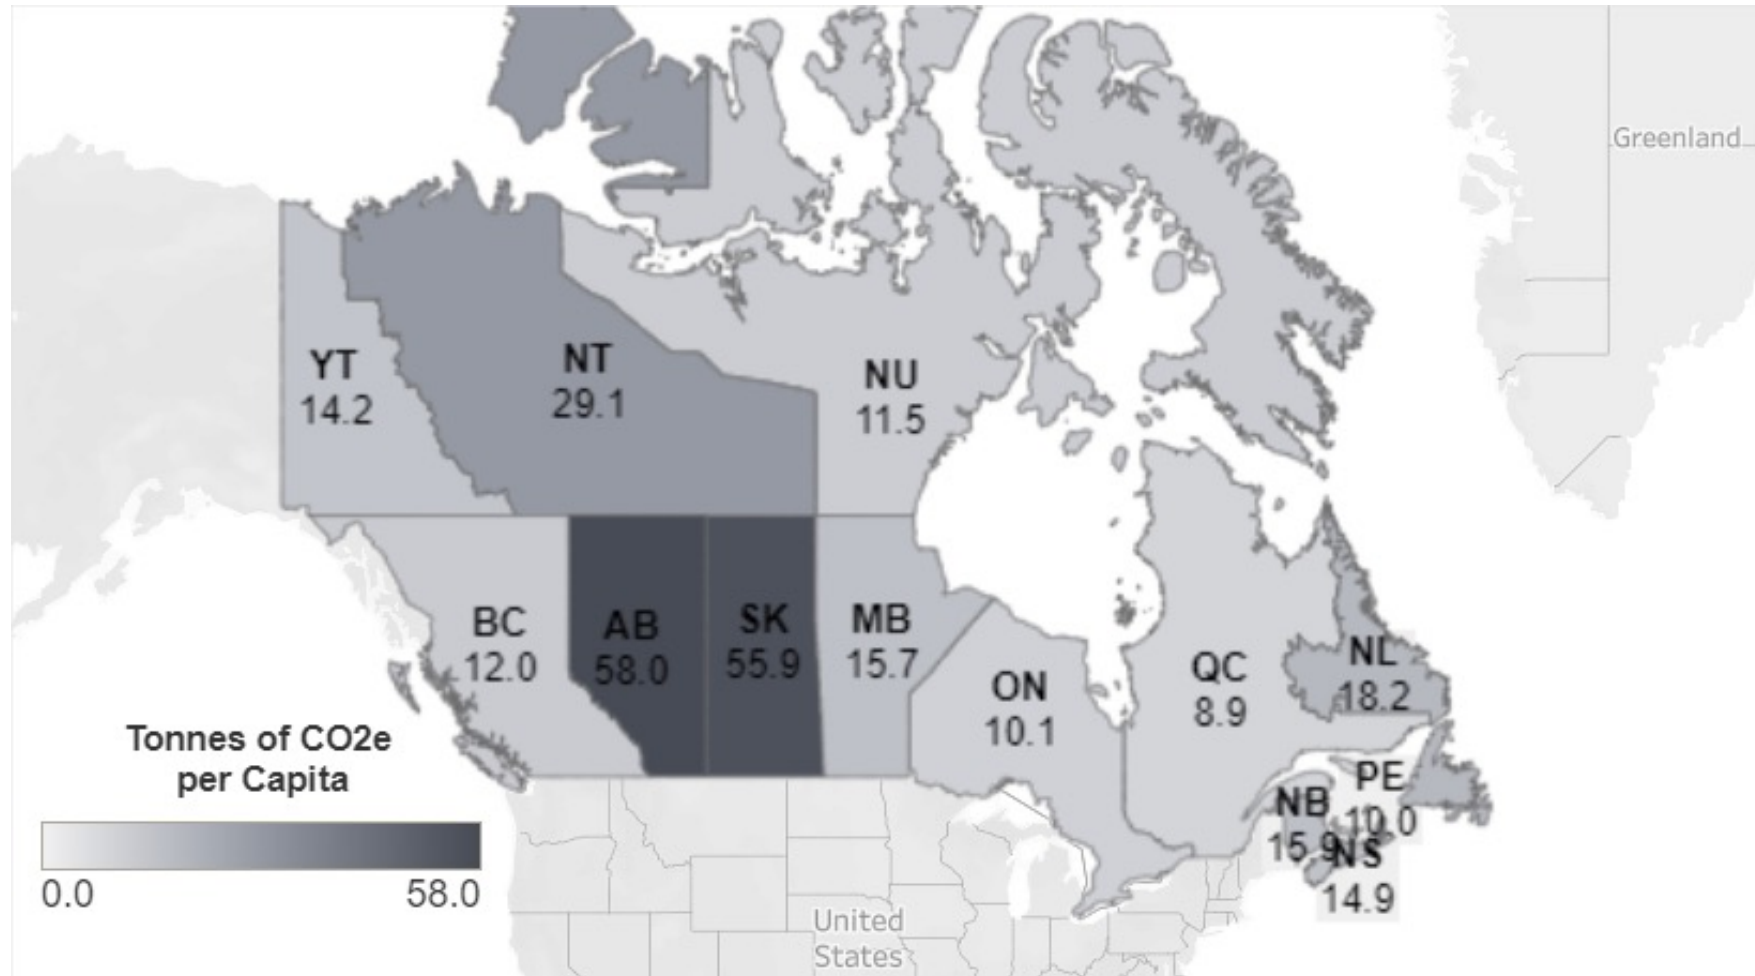 Greenland
YT
14.2
NT
29.1
NU
11.5
BC
12.0
AB
58.0
SK
55.9
MB
15.7
ON
10.1
QC
8.9
NL
18.2
PE
10.0
NB
15.9
NS
14.9
Tonnes of CO2e
per Capita
0.0
58.0
United
States